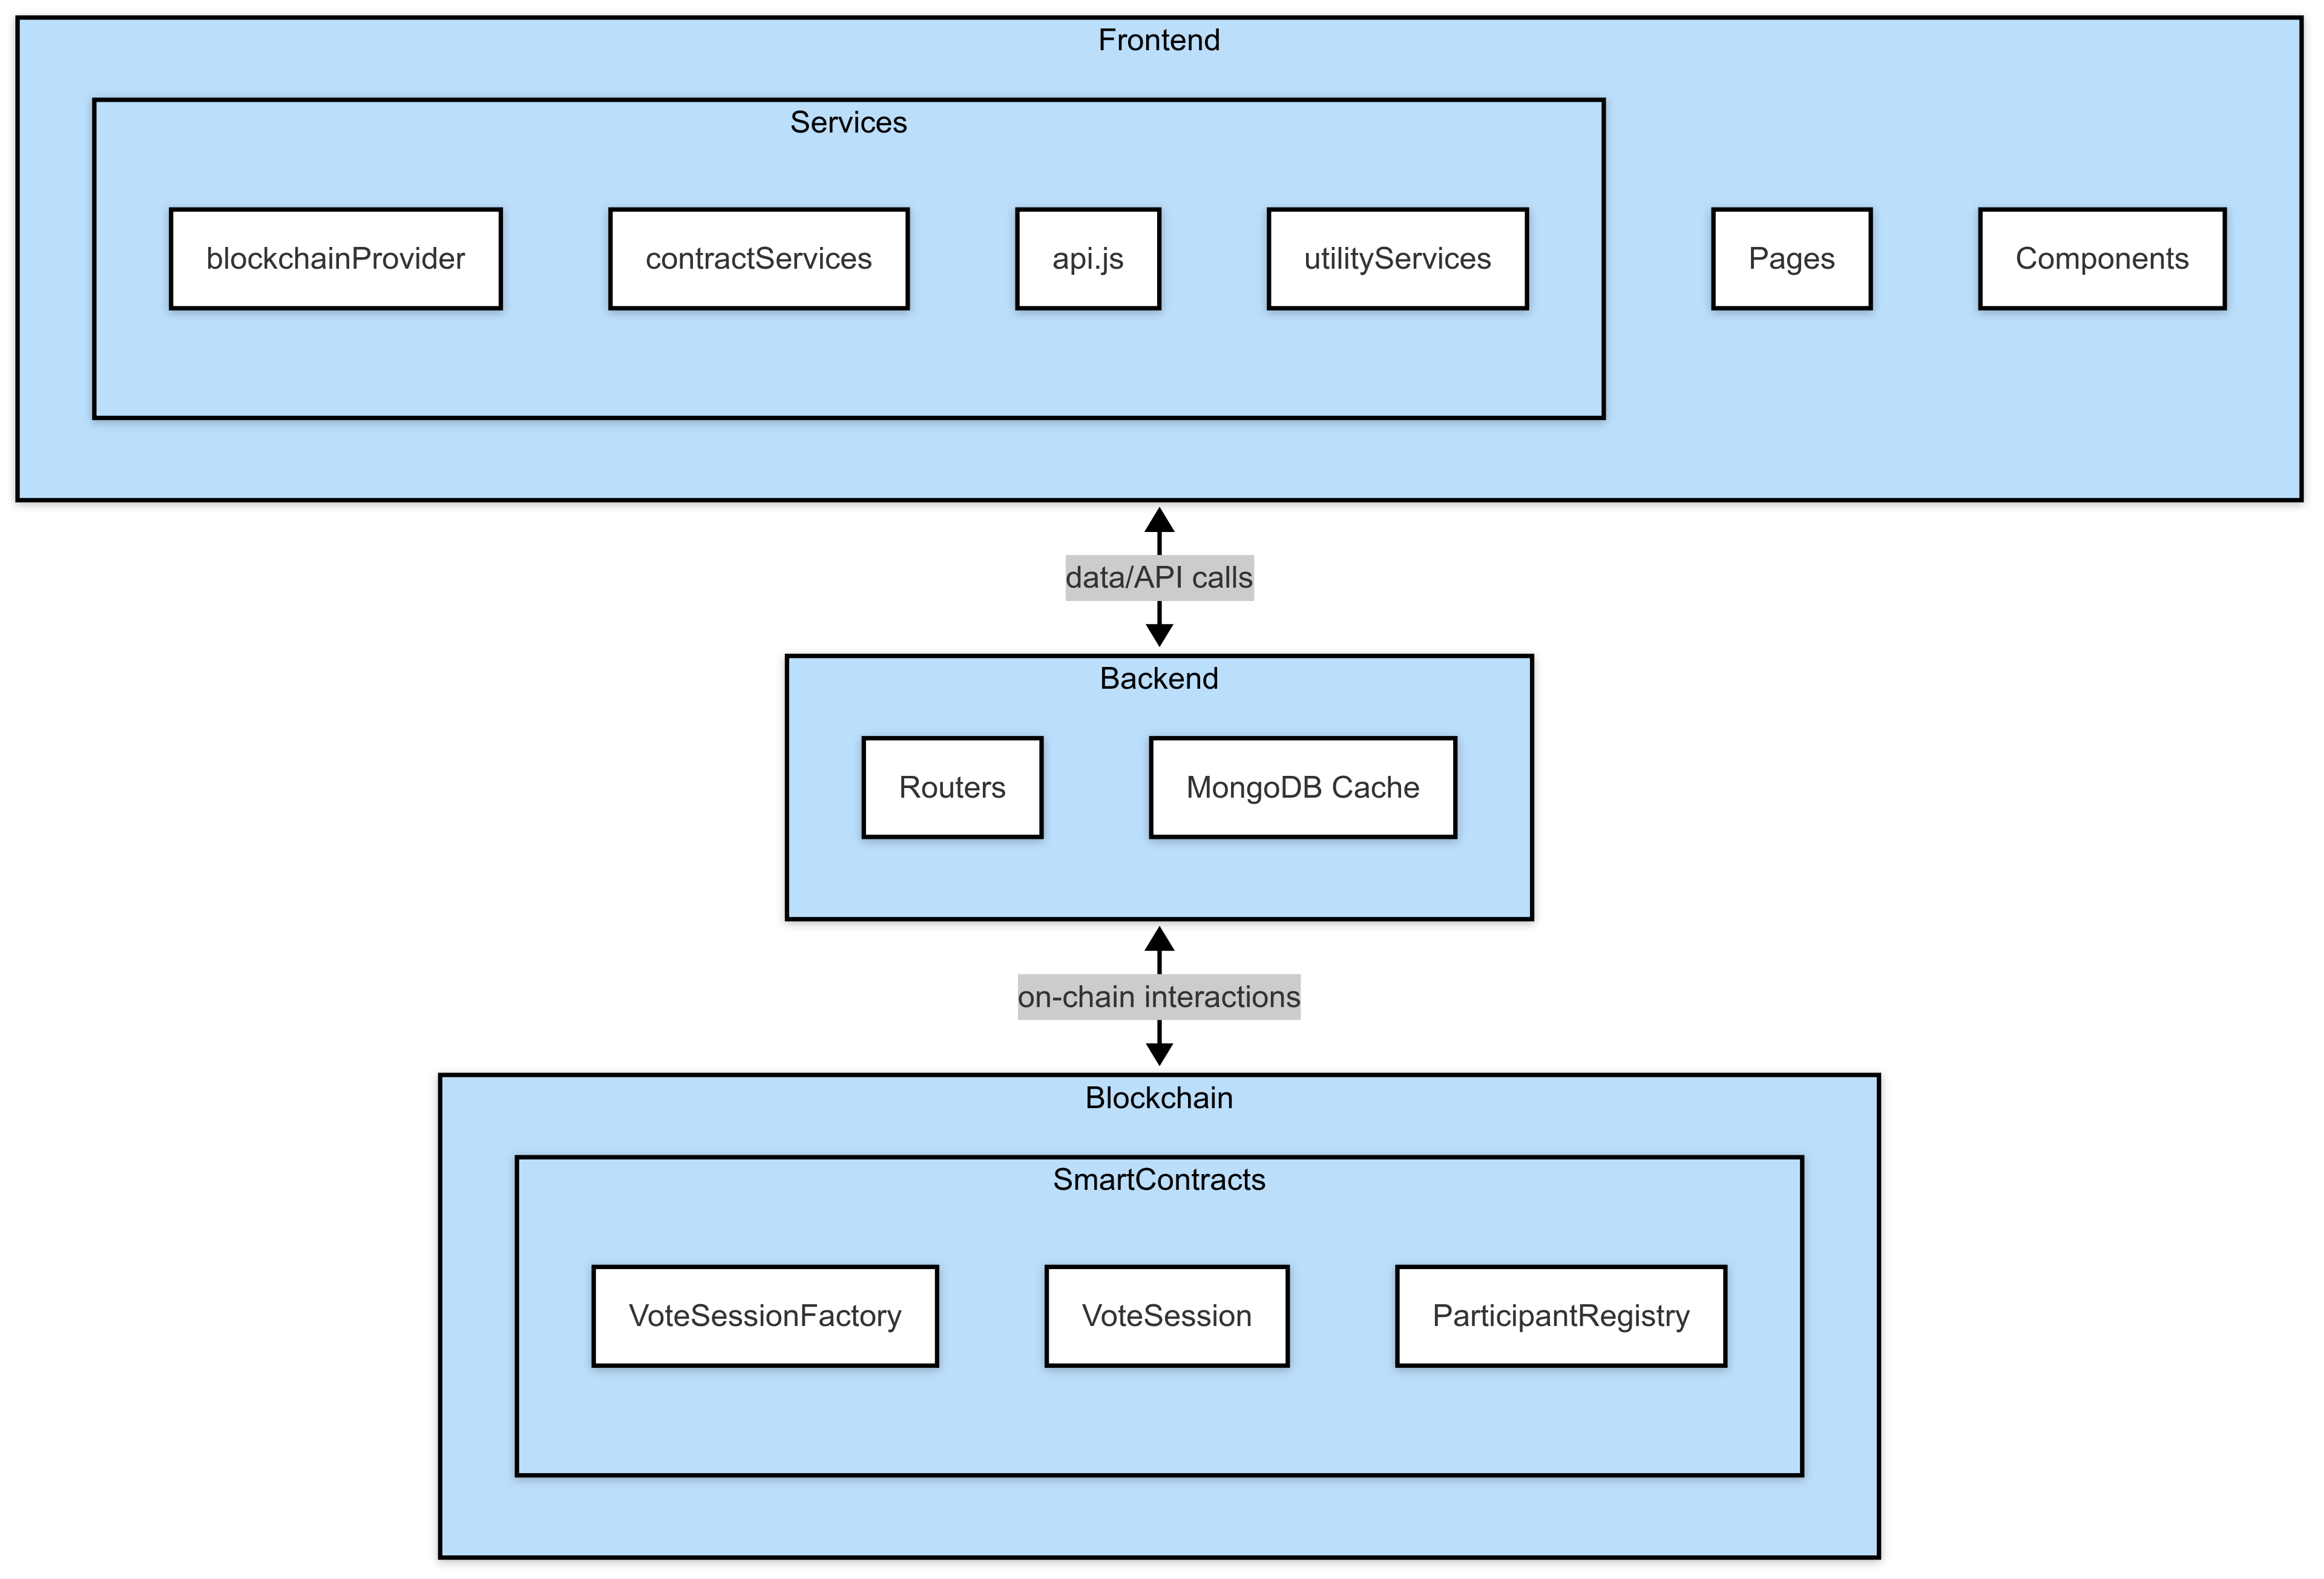 Frontend
Services
blockchainProvider
contractServices
api.js
utilityServices
Pages
Compoonents
data/API calls
Backend
Routers
MongoDB Cache
on-chain interactions
Blockchain
SmartContracts
VoteSessionFactory
VoteSession
ParticipantRegistry